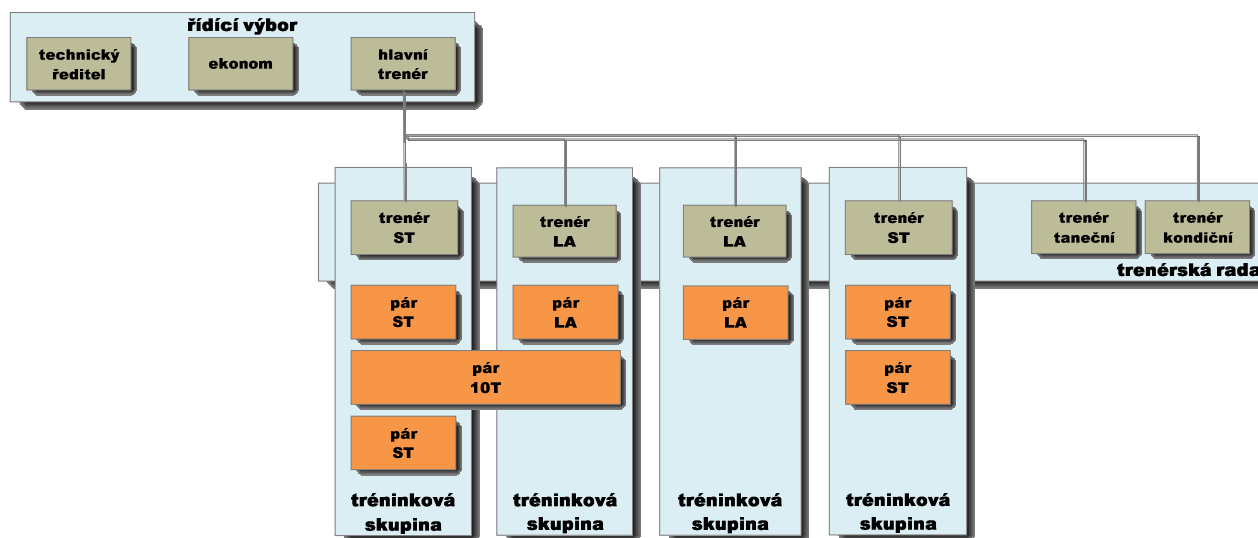 řídící výbor
technický
ředitel
ekonom
hlavní
trenér
trenér
ST
trenér
LA
trenér
LA
trenér
ST
trenér
taneční
trenér
kondiční
trenérská rada
pár
ST
pár
LA
pár
LA
pár
ST
pár
10T
pár
ST
pár
ST
tréninková
skupina
tréninková
skupina
tréninková
skupina
tréninková
skupina